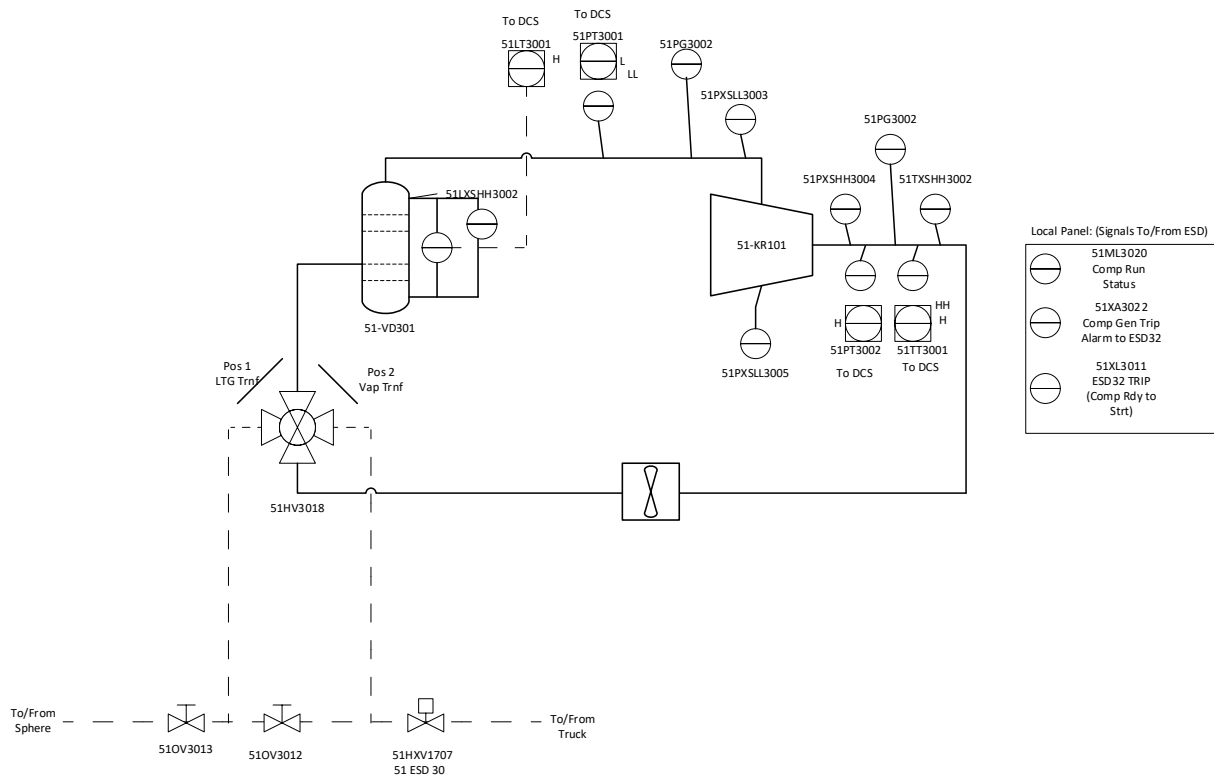 To DCS
51LT3001
H
To DCS
51PT3001
L
LL
51PG3002
51PXSLL3003
51PG3002
51PXSHH3004
51TXSHH3002
51LXSHH3002
51-KR101
51-VD301
51PXSLL3005
H
51PT3002
To DCS
HH
H
51TT3001
To DCS
Local Panel: (Signals To/From ESD)
51ML3020
Comp Run
Status
51XA3022
Comp Gen Trip
Alarm to ESD32
51XL3011
ESD32 TRIP
(Comp Rdy to
Strt)
Pos 1
LTG Trnf
Pos 2
Vap Trnf
51HV3018
To/From
Sphere
51OV3013
51OV3012
51HXV1707
51 ESD 30
To/From
Truck